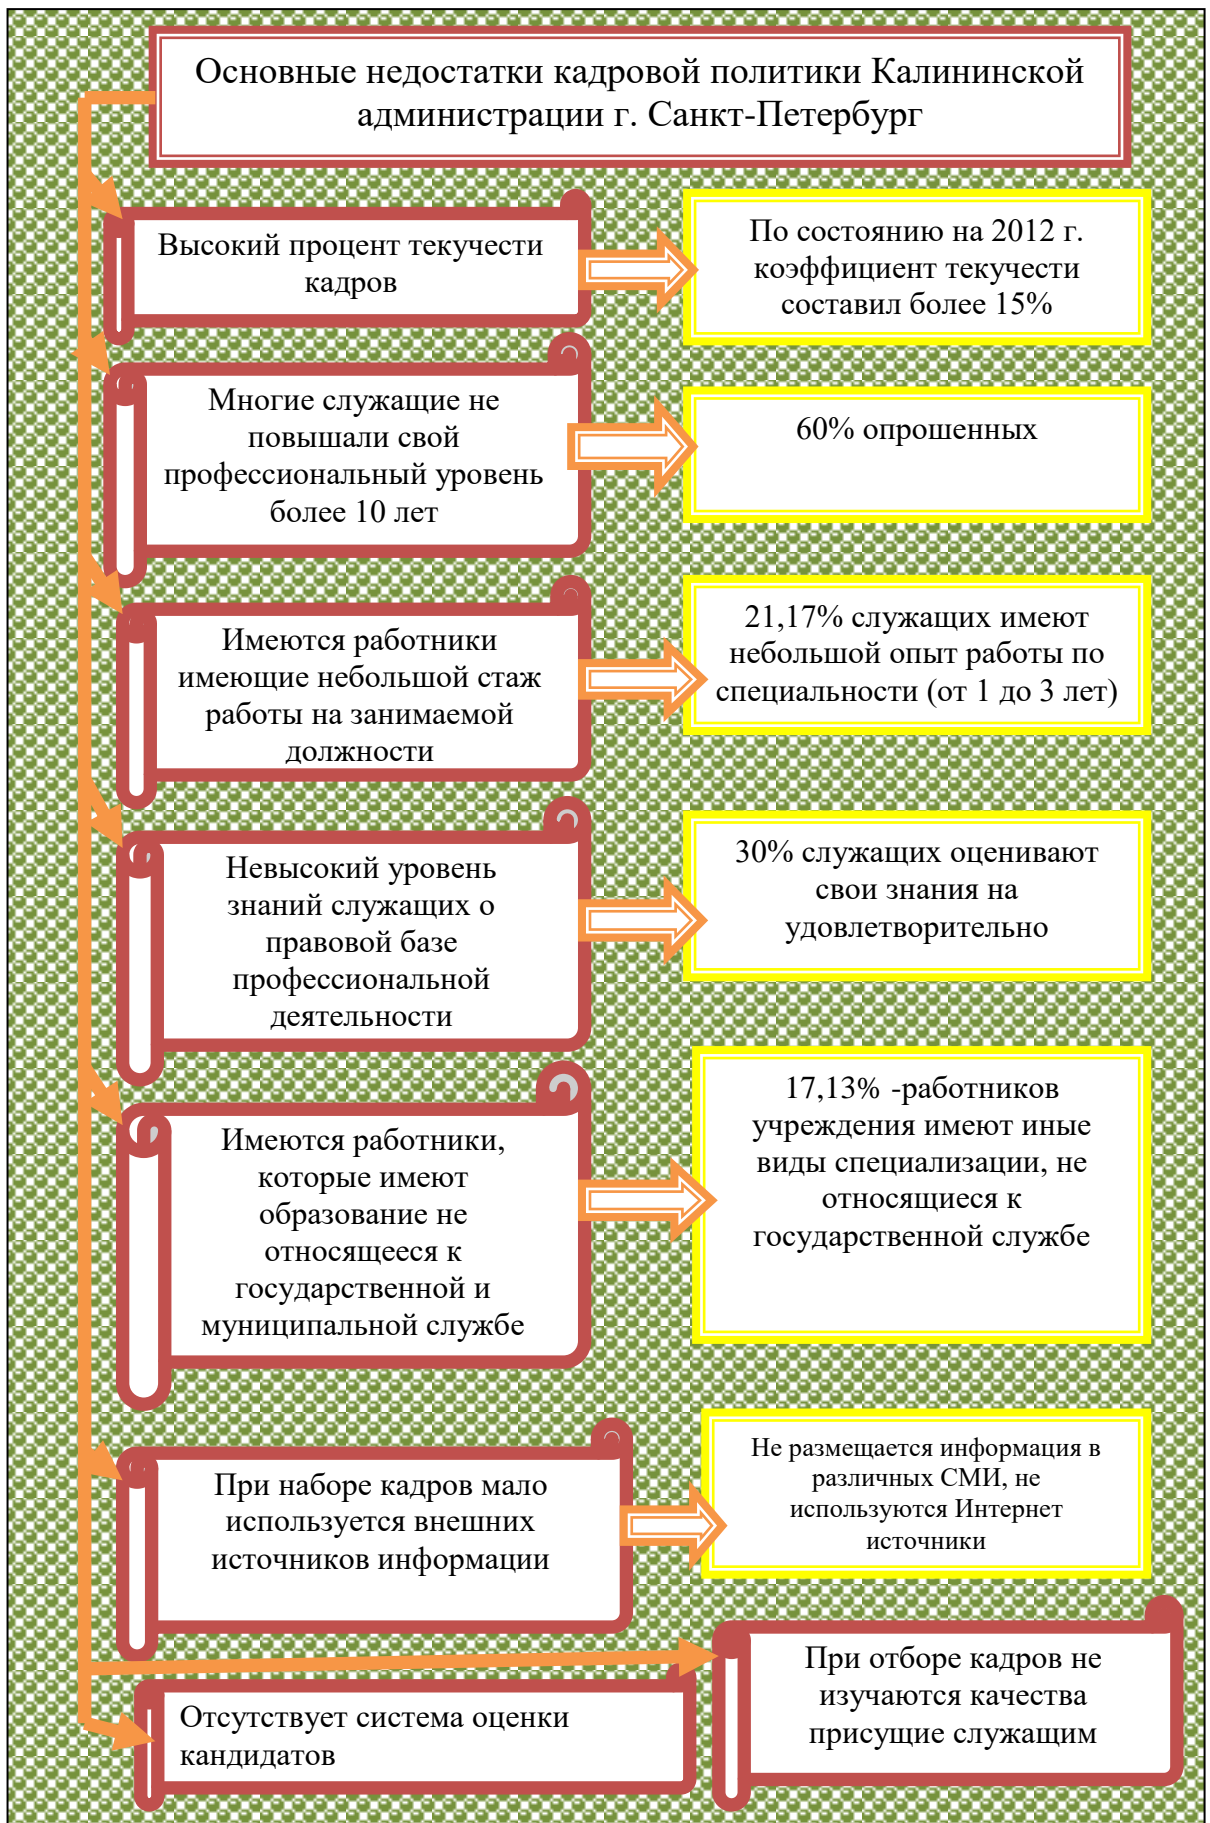 Основные недостатки кадровой политики Калининской
администрации г. Санкт-Петербург
Высокий процент текучести
кадров
По состоянию на 2012 г.
коэффициент текучести
составил более 15%
Многие служащие не
повышали свой
профессиональный уровень
более 10 лет
60% опрошенных
Имеются работники
имеющие небольшой стаж
работы на занимаемой
должности
21,17% служащих имеют
небольшой опыт работы по
специальности (от 1 до 3 лет)
Невысокий уровень
знаний служащих о
правовой базе
профессиональной
деятельности
30% служащих оценивают
свои знания на
удовлетворительно
Имеются работники,
которые имеют
образование не
относящееся к
государственной и
муниципальной службе
17,13% -работников
учреждения имеют иные
виды специализации, не
относящиеся к
государственной службе
При наборе кадров мало
используется внешних
источников информации
Не размещается информация в
различных СМИ, не
используются Интернет
источники
Отсутствует система оценки
кандидатов
При отборе кадров не
изучаются качества
присущие служащим